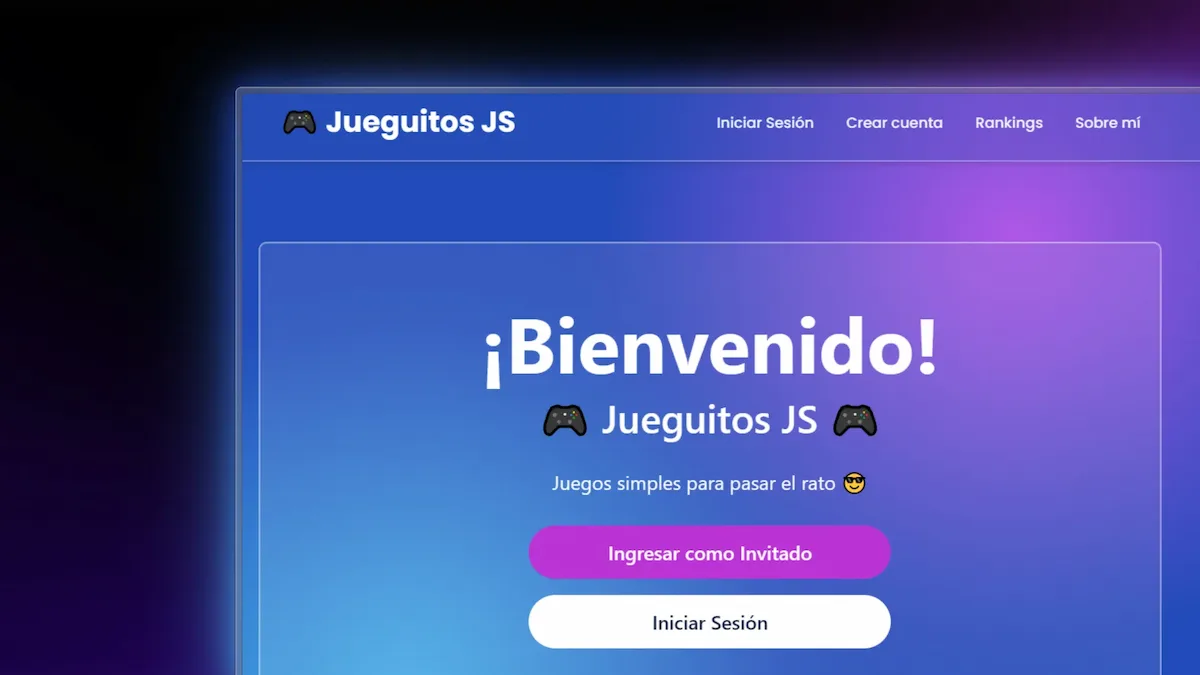 🎮 Jueguitos JS
Iniciar Sesión
Crear cuenta
Rankings
Sobre mí
¡Bienvenido!
🎮 Jueguitos JS 🎮
Juegos simples para pasar el rato 😎
Ingresar como Invitado
Iniciar Sesión